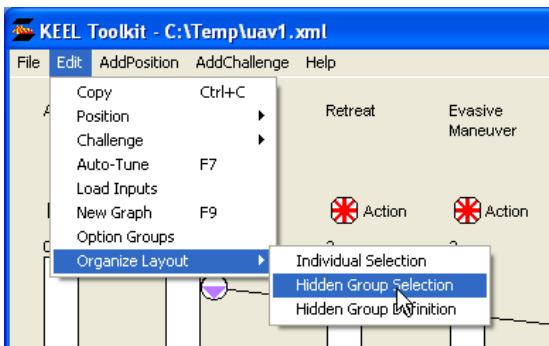 KEEL Toolkit - C:\Temp\uav1.xml
File Edit AddPosition AddChallenge Help
Copy Ctrl+C
Position
Challenge
Auto-Tune F7
Load Inputs
New Graph F9
Option Groups
Organize Layout
Retreat
Evasive
Maneuver
Action
Action
Individual Selection
Hidden Group Selection
Hidden Group Definition